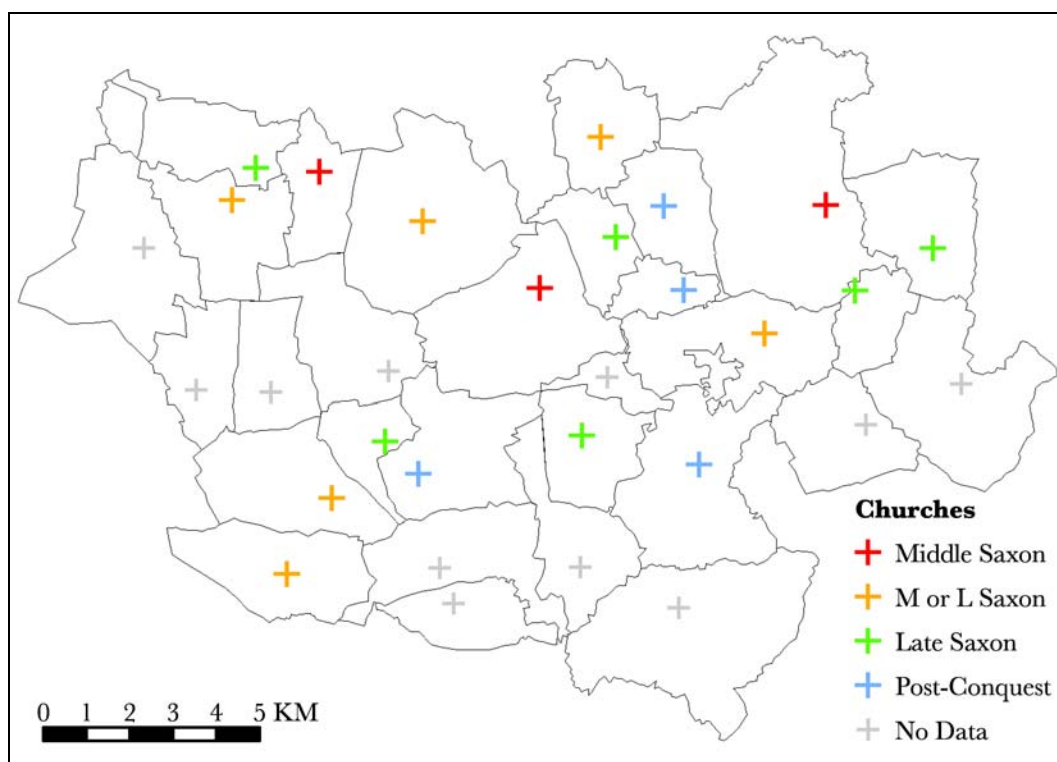 Churches
Middle Saxon
M or L Saxon
Late Saxon
Post-Conquest
No Data
0 1 2 3 4 5 KM